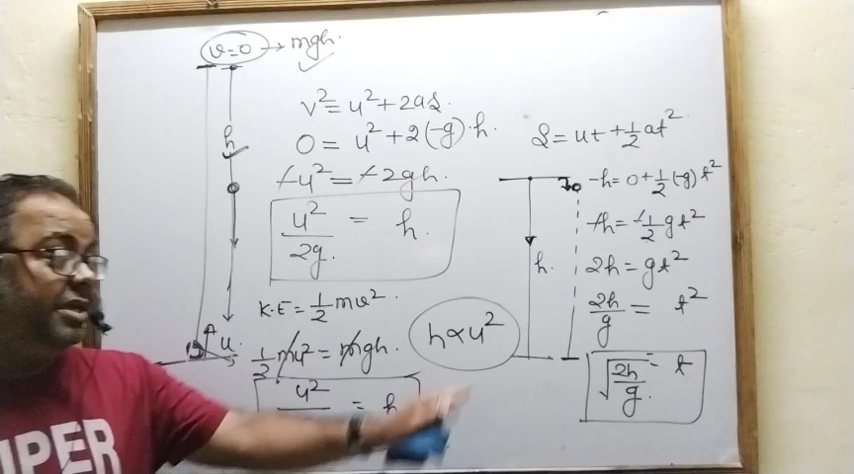 v=0 → mgh.
h
u.
v² = u² + 2as.
0 = u² + 2(-g)·h.
-u² = -2gh.
u²/2g. = h.
K.E = ½mu².
½mu² = mgh.
u² = h
h ∝ u²
S = ut + ½at²
h.
-h = 0 + ½(-g)t²
-h = -½gt²
2h = gt²
2h/g = t²
√(2h/g.) = t
UPER